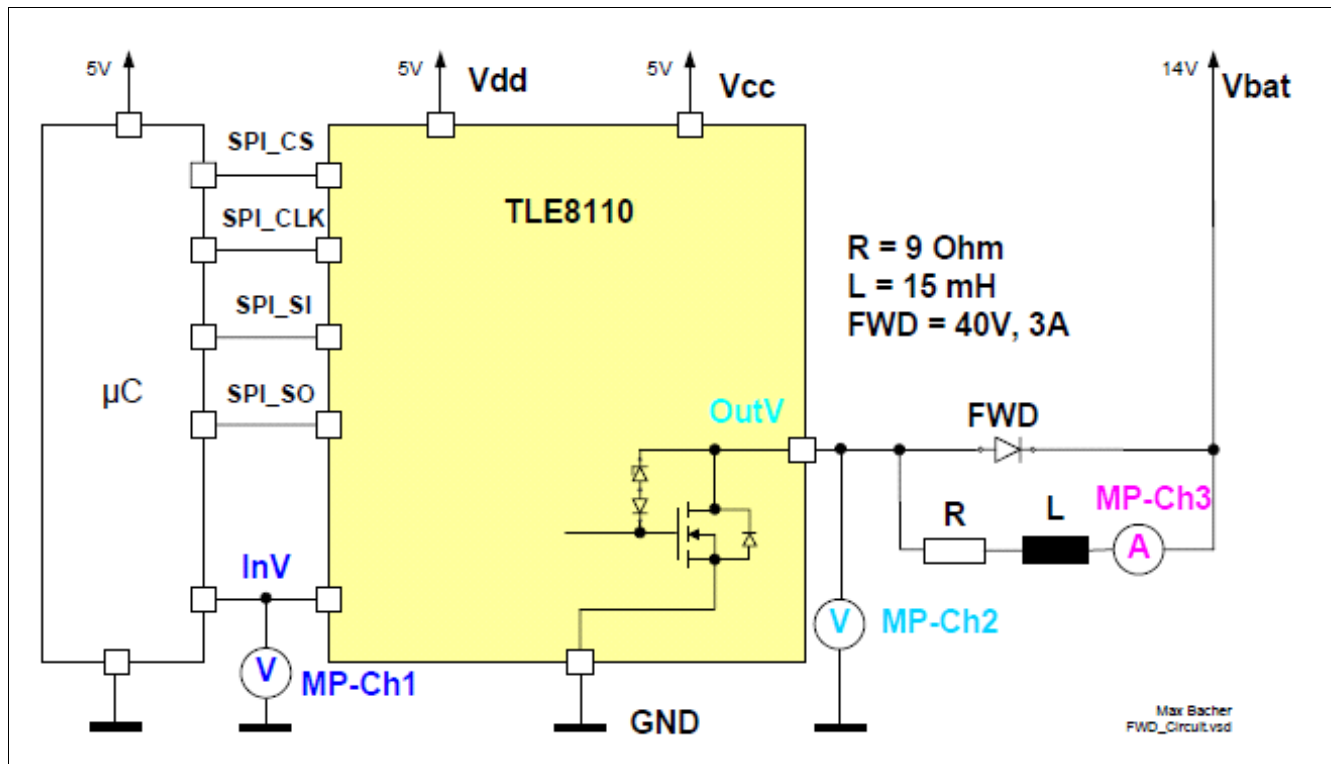 5V
5V
Vdd
5V
Vcc
14V
Vbat
SPI_CS
SPI_CLK
SPI_SI
SPI_SO
µC
TLE8110
R = 9 Ohm
L = 15 mH
FWD = 40V, 3A
OutV
FWD
MP-Ch3
R
L
A
InV
V
MP-Ch1
V
MP-Ch2
GND
Max Bacher
FWD_Circuit.vsd